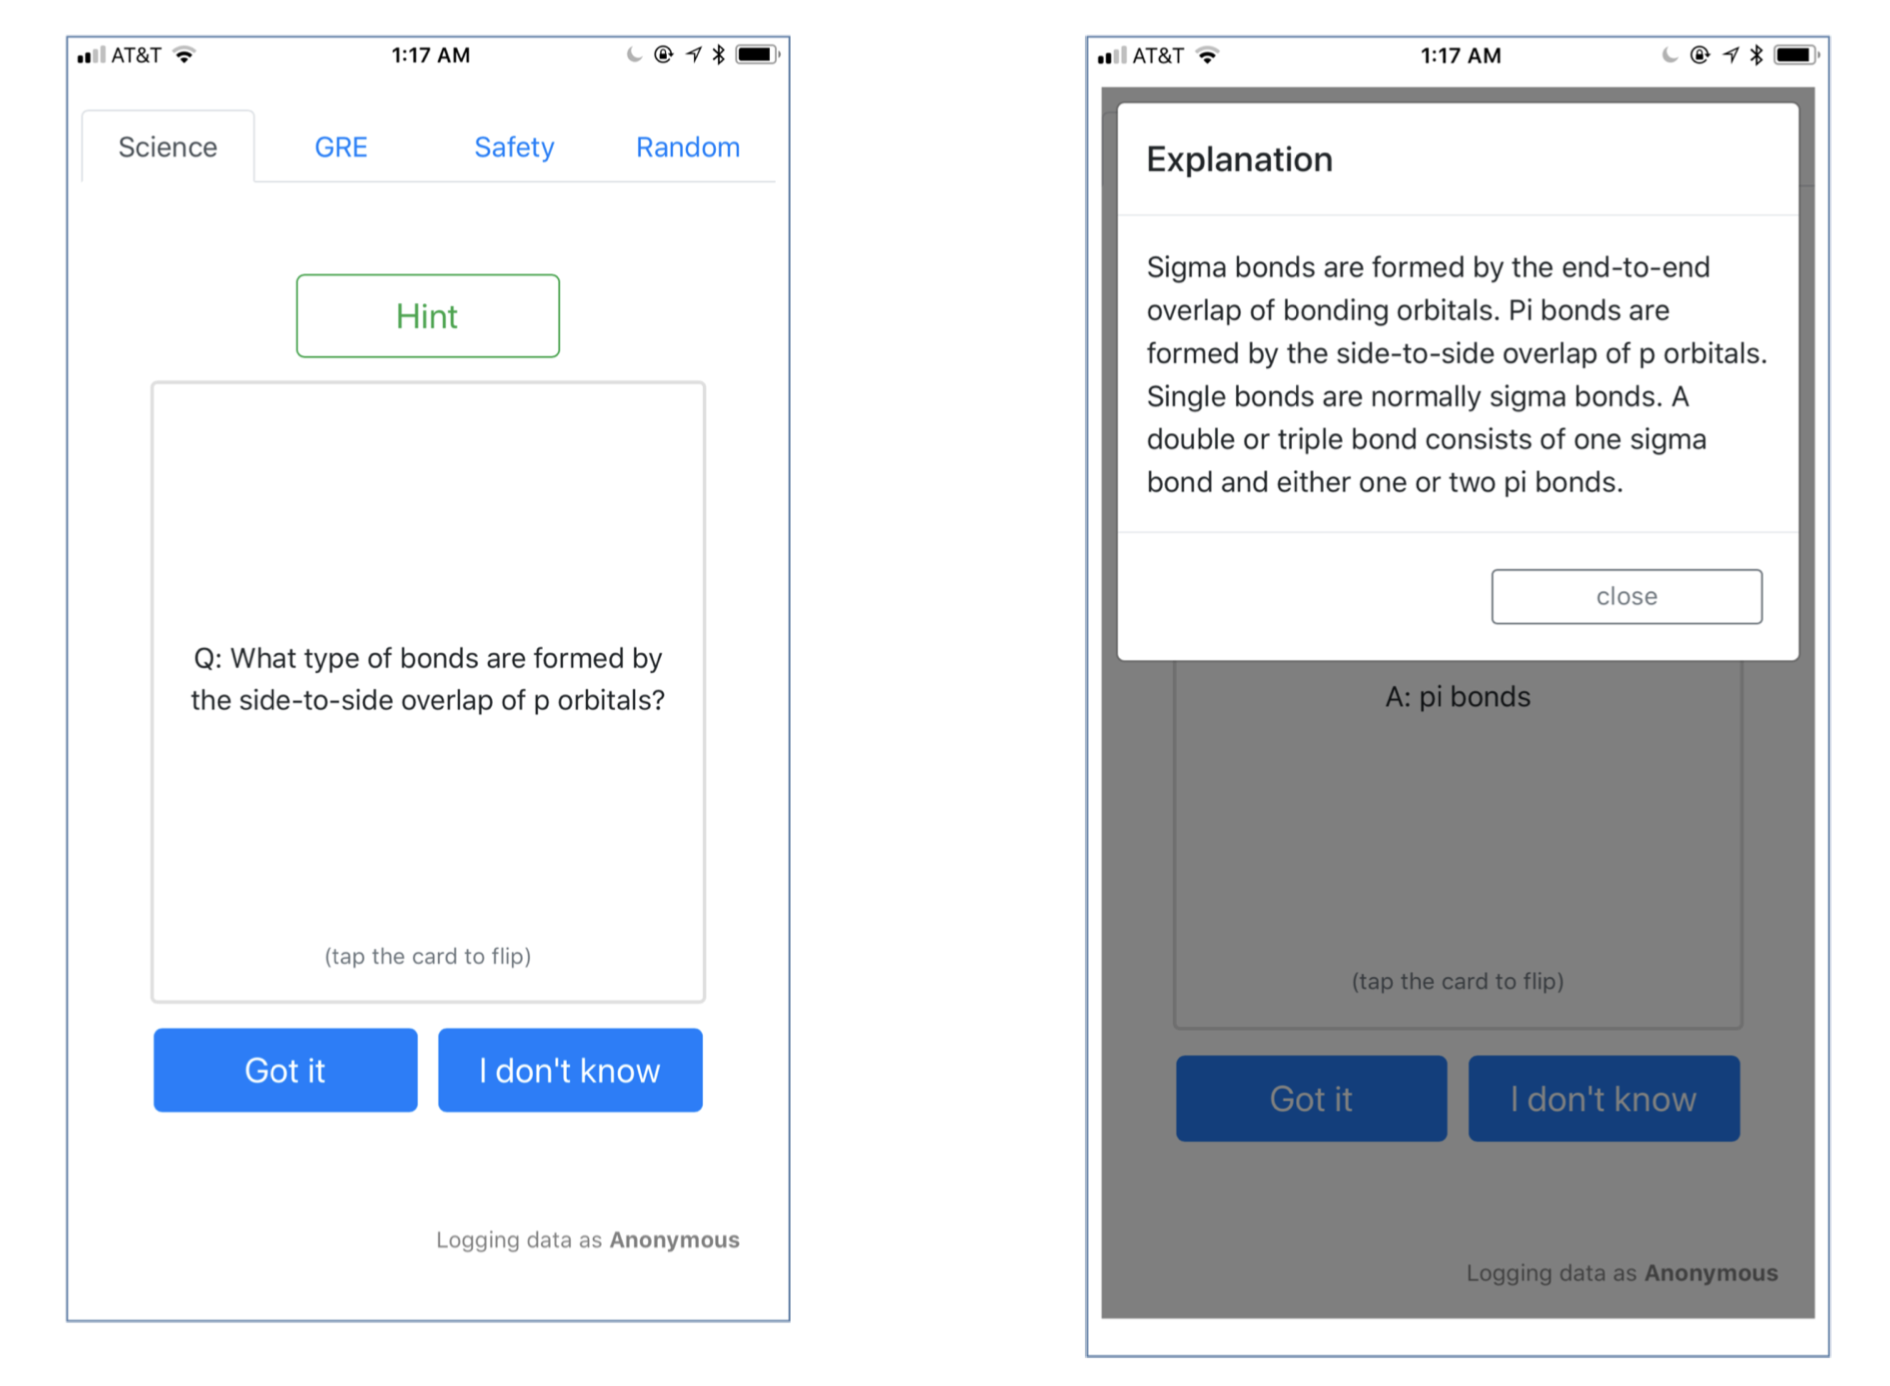 AT&T 1:17 AM
Science GRE Safety Random
Hint
Q: What type of bonds are formed by
the side-to-side overlap of p orbitals?
(tap the card to flip)
Got it I don't know
Logging data as Anonymous
AT&T 1:17 AM
Explanation
Sigma bonds are formed by the end-to-end
overlap of bonding orbitals. Pi bonds are
formed by the side-to-side overlap of p orbitals.
Single bonds are normally sigma bonds. A
double or triple bond consists of one sigma
bond and either one or two pi bonds.
close
A: pi bonds
(tap the card to flip)
Got it I don't know
Logging data as Anonymous